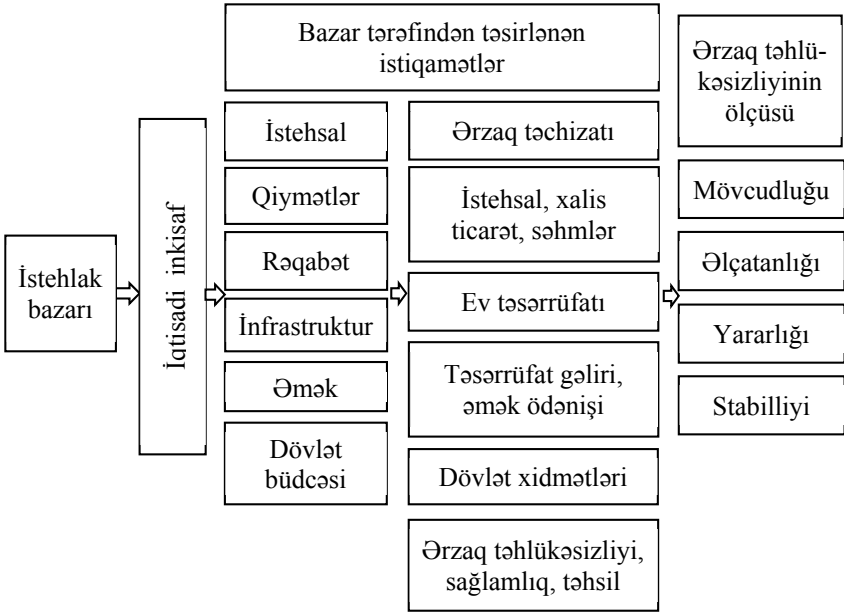 Bazar tərəfindən təsirlənən
istiqamətlər
Ərzaq təhlü-
kəsizliyinin
ölçüsü
İstehlak
bazarı
İqtisadi inkisaf
İstehsal
Qiymətlər
Rəqabət
İnfrastruktur
Əmək
Dövlət
büdcəsi
Ərzaq təchizatı
İstehsal, xalis
ticarət, səhmlər
Ev təsərrüfatı
Təsərrüfat gəliri,
əmək ödənişi
Dövlət xidmətləri
Ərzaq təhlükəsizliyi,
sağlamlıq, təhsil
Mövcudluğu
Əlçatanlığı
Yararlığı
Stabilliyi